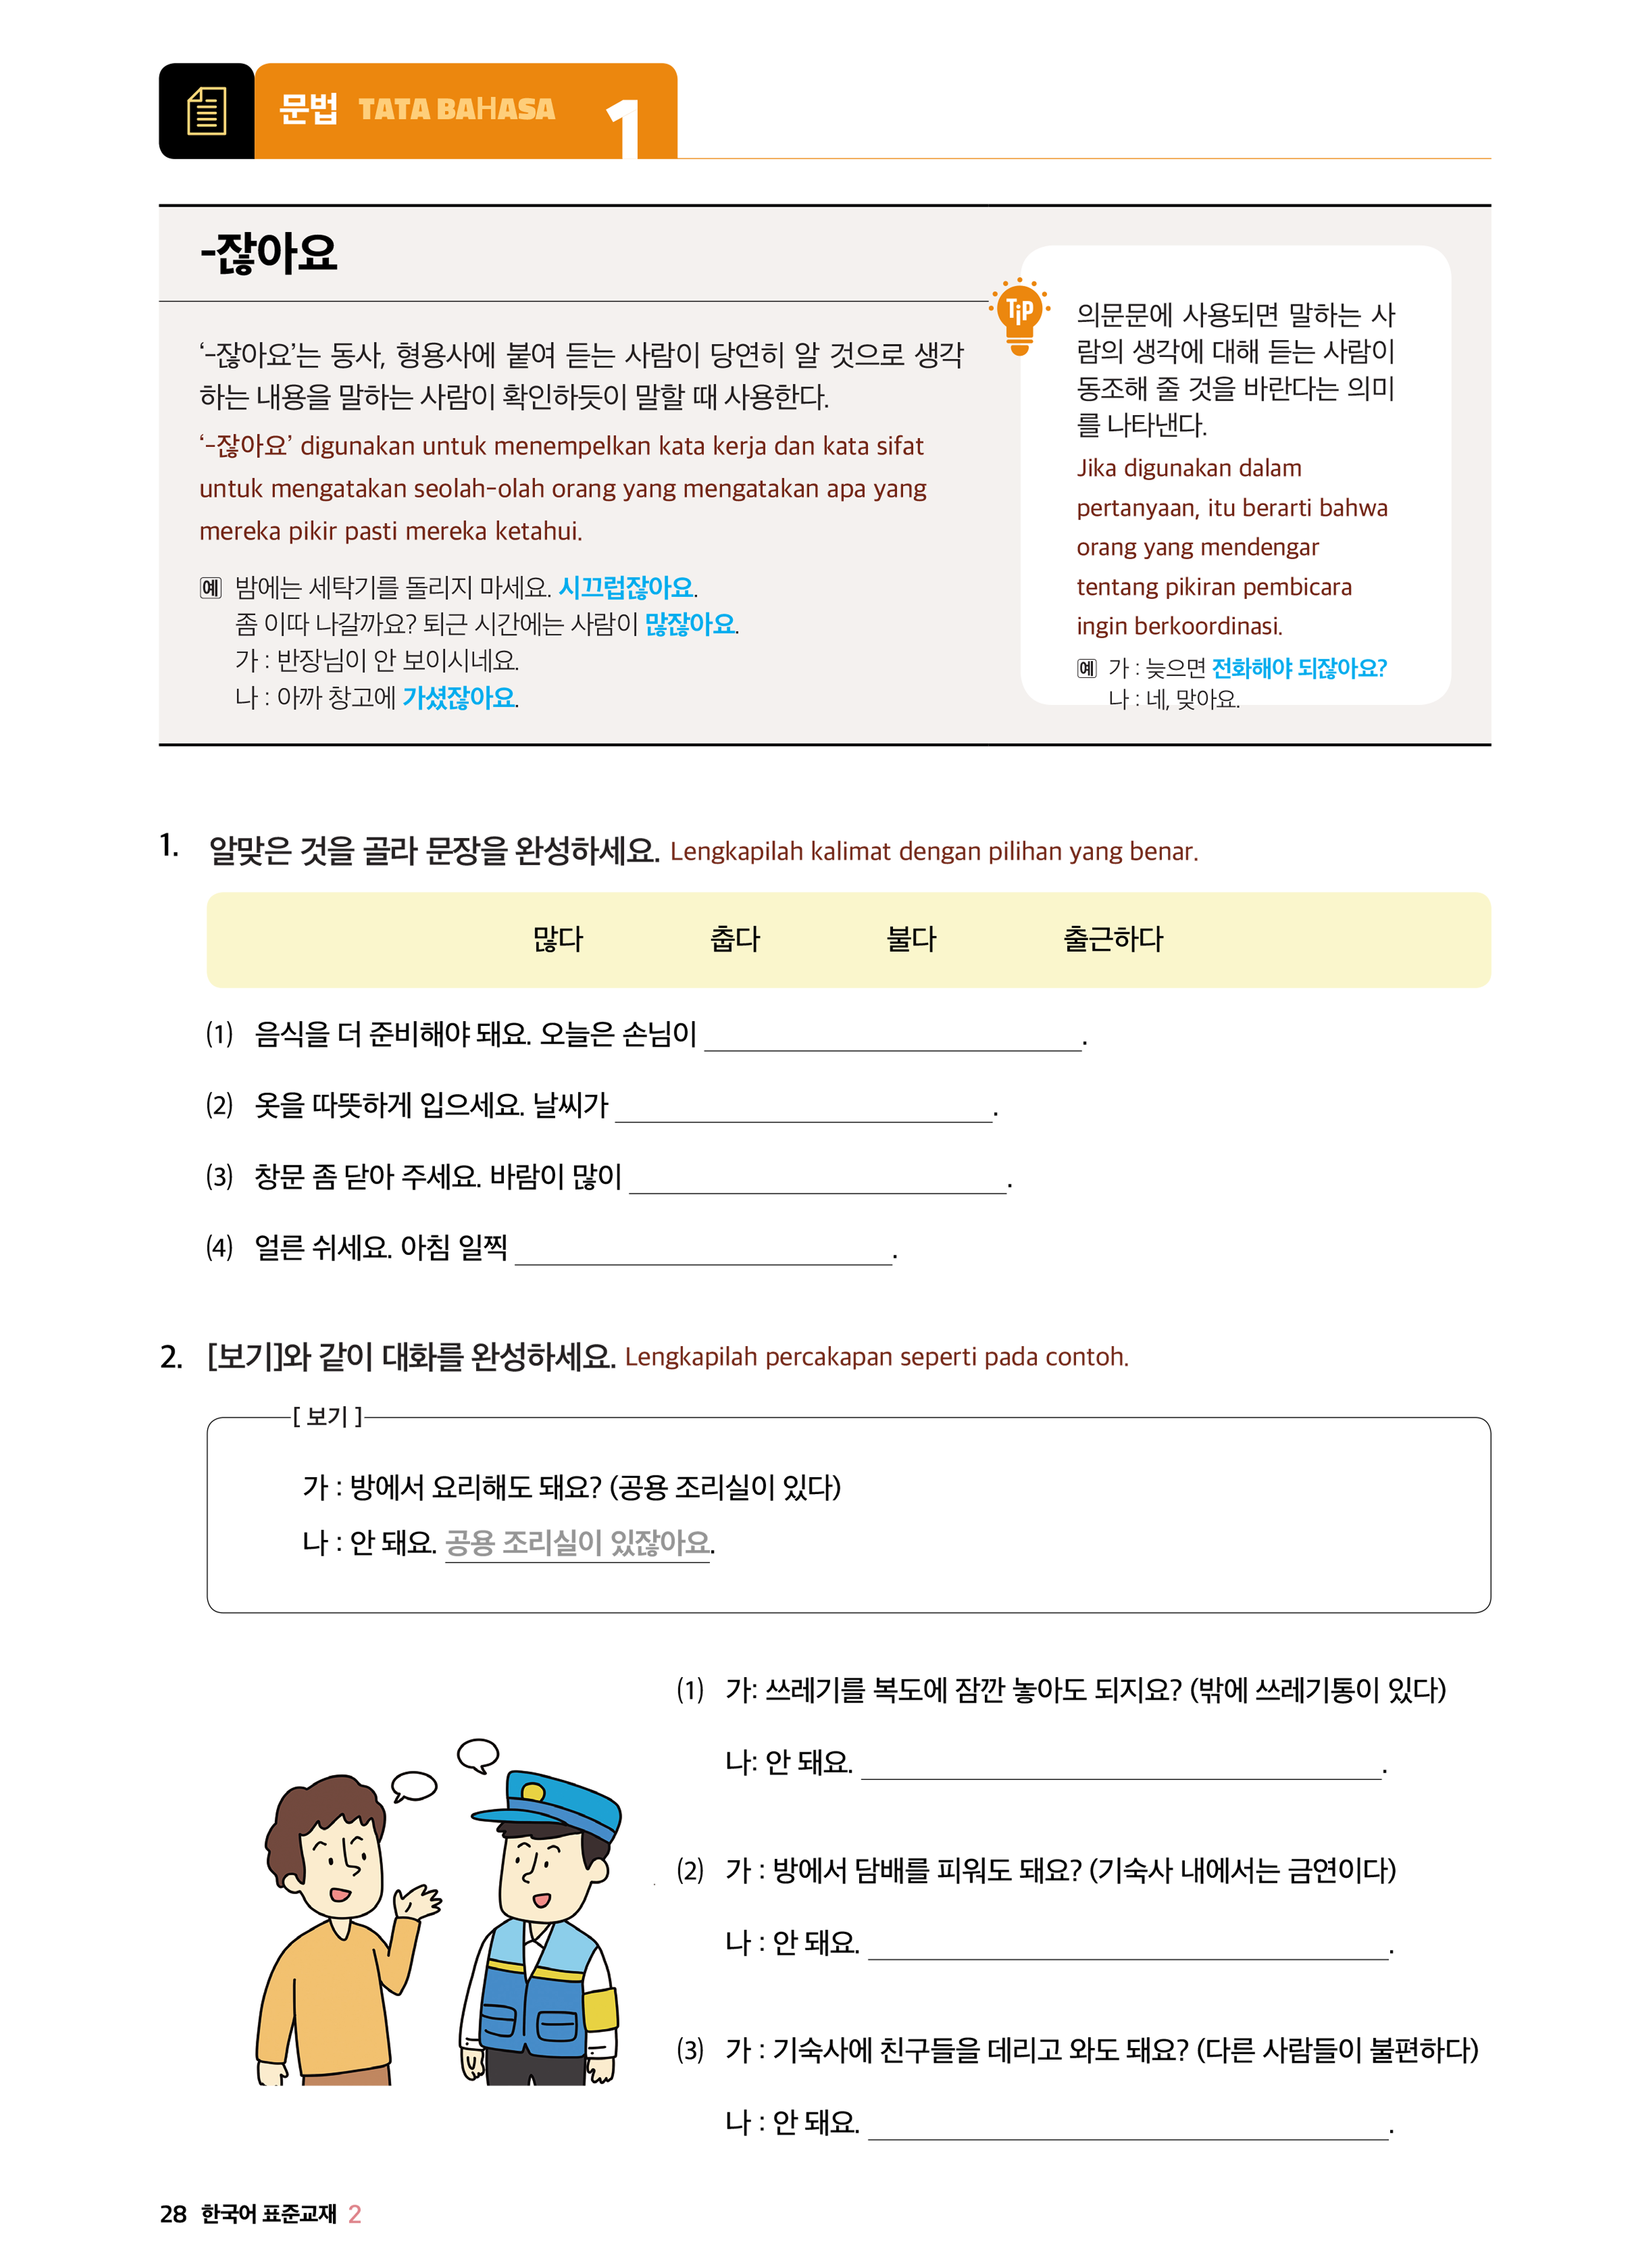 문법 TATA BAHASA 1
-잖아요
‘-잖아요’는 동사, 형용사에 붙여 듣는 사람이 당연히 알 것으로 생각
하는 내용을 말하는 사람이 확인하듯이 말할 때 사용한다.
‘-잖아요’ digunakan untuk menempelkan kata kerja dan kata sifat
untuk mengatakan seolah-olah orang yang mengatakan apa yang
mereka pikir pasti mereka ketahui.
예 밤에는 세탁기를 돌리지 마세요. 시끄럽잖아요.
좀 이따 나갈까요? 퇴근 시간에는 사람이 많잖아요.
가 : 반장님이 안 보이시네요.
나 : 아까 창고에 가셨잖아요.
TiP
의문문에 사용되면 말하는 사
람의 생각에 대해 듣는 사람이
동조해 줄 것을 바란다는 의미
를 나타낸다.
Jika digunakan dalam
pertanyaan, itu berarti bahwa
orang yang mendengar
tentang pikiran pembicara
ingin berkoordinasi.
예 가 : 늦으면 전화해야 되잖아요?
나 : 네, 맞아요.
1. 알맞은 것을 골라 문장을 완성하세요. Lengkapilah kalimat dengan pilihan yang benar.
많다 춥다 불다 출근하다
(1) 음식을 더 준비해야 돼요. 오늘은 손님이 ____________________.
(2) 옷을 따뜻하게 입으세요. 날씨가 ____________________.
(3) 창문 좀 닫아 주세요. 바람이 많이 ____________________.
(4) 얼른 쉬세요. 아침 일찍 ____________________.
2. [보기]와 같이 대화를 완성하세요. Lengkapilah percakapan seperti pada contoh.
[ 보기 ]
가 : 방에서 요리해도 돼요? (공용 조리실이 있다)
나 : 안 돼요. 공용 조리실이 있잖아요.
(1) 가: 쓰레기를 복도에 잠깐 놓아도 되지요? (밖에 쓰레기통이 있다)
나: 안 돼요. ____________________.
(2) 가 : 방에서 담배를 피워도 돼요? (기숙사 내에서는 금연이다)
나 : 안 돼요. ____________________.
(3) 가 : 기숙사에 친구들을 데리고 와도 돼요? (다른 사람들이 불편하다)
나 : 안 돼요. ____________________.
28 한국어 표준교재 2